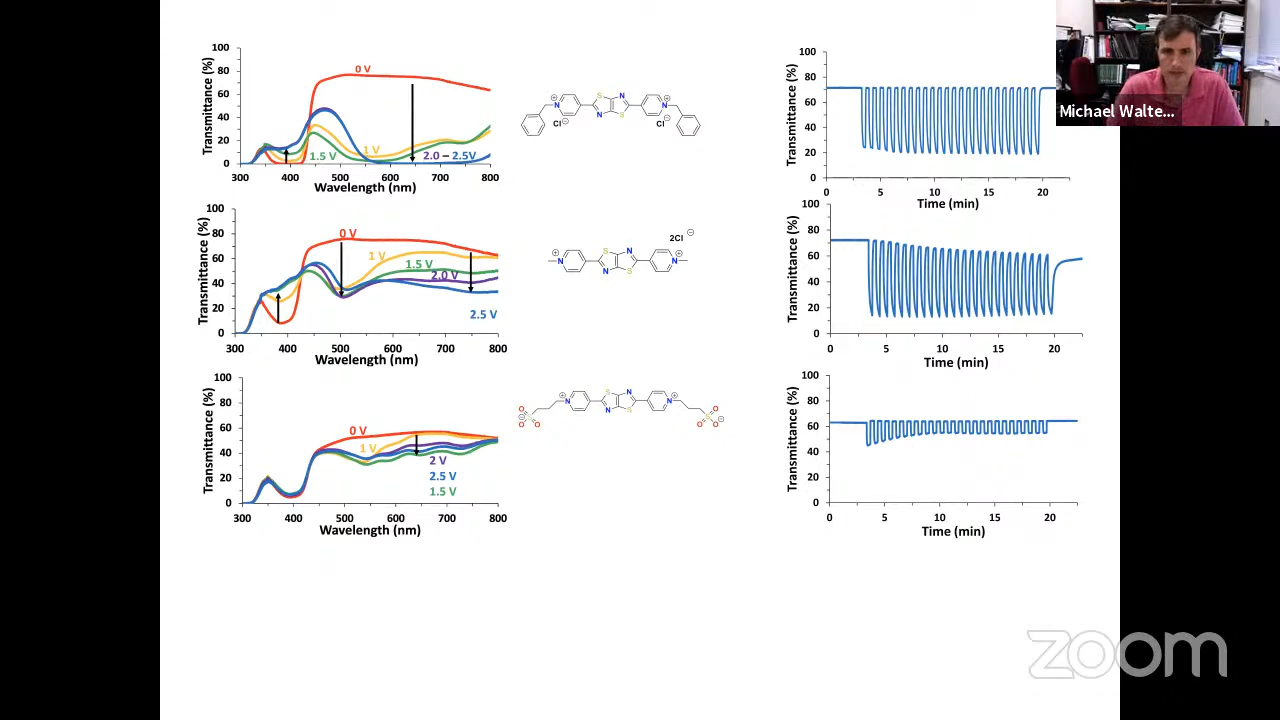 Michael Walte...
Transmittance (%)
100
80
60
40
20
0
0 V
1.5 V
1 V
2.0 – 2.5V
300 400 500 600 700 800
Wavelength (nm)
N
+
Cl
−
S
N
N
S
N
+
Cl
−
Transmittance (%)
100
80
60
40
20
0
0 5 10 15 20
Time (min)
Transmittance (%)
100
80
60
40
20
0
0 V
1 V
1.5 V
2.0 V
2.5 V
300 400 500 600 700 800
Wavelength (nm)
N
+
S
N
N
S
N
+
2Cl
−
Transmittance (%)
100
80
60
40
20
0
0 5 10 15 20
Time (min)
Transmittance (%)
100
80
60
40
20
0
0 V
1 V
2 V
2.5 V
1.5 V
300 400 500 600 700 800
Wavelength (nm)
O
−
S
O O
N
+
S
N
N
S
N
+
O
−
S
O O
Transmittance (%)
100
80
60
40
20
0
0 5 10 15 20
Time (min)
zoom